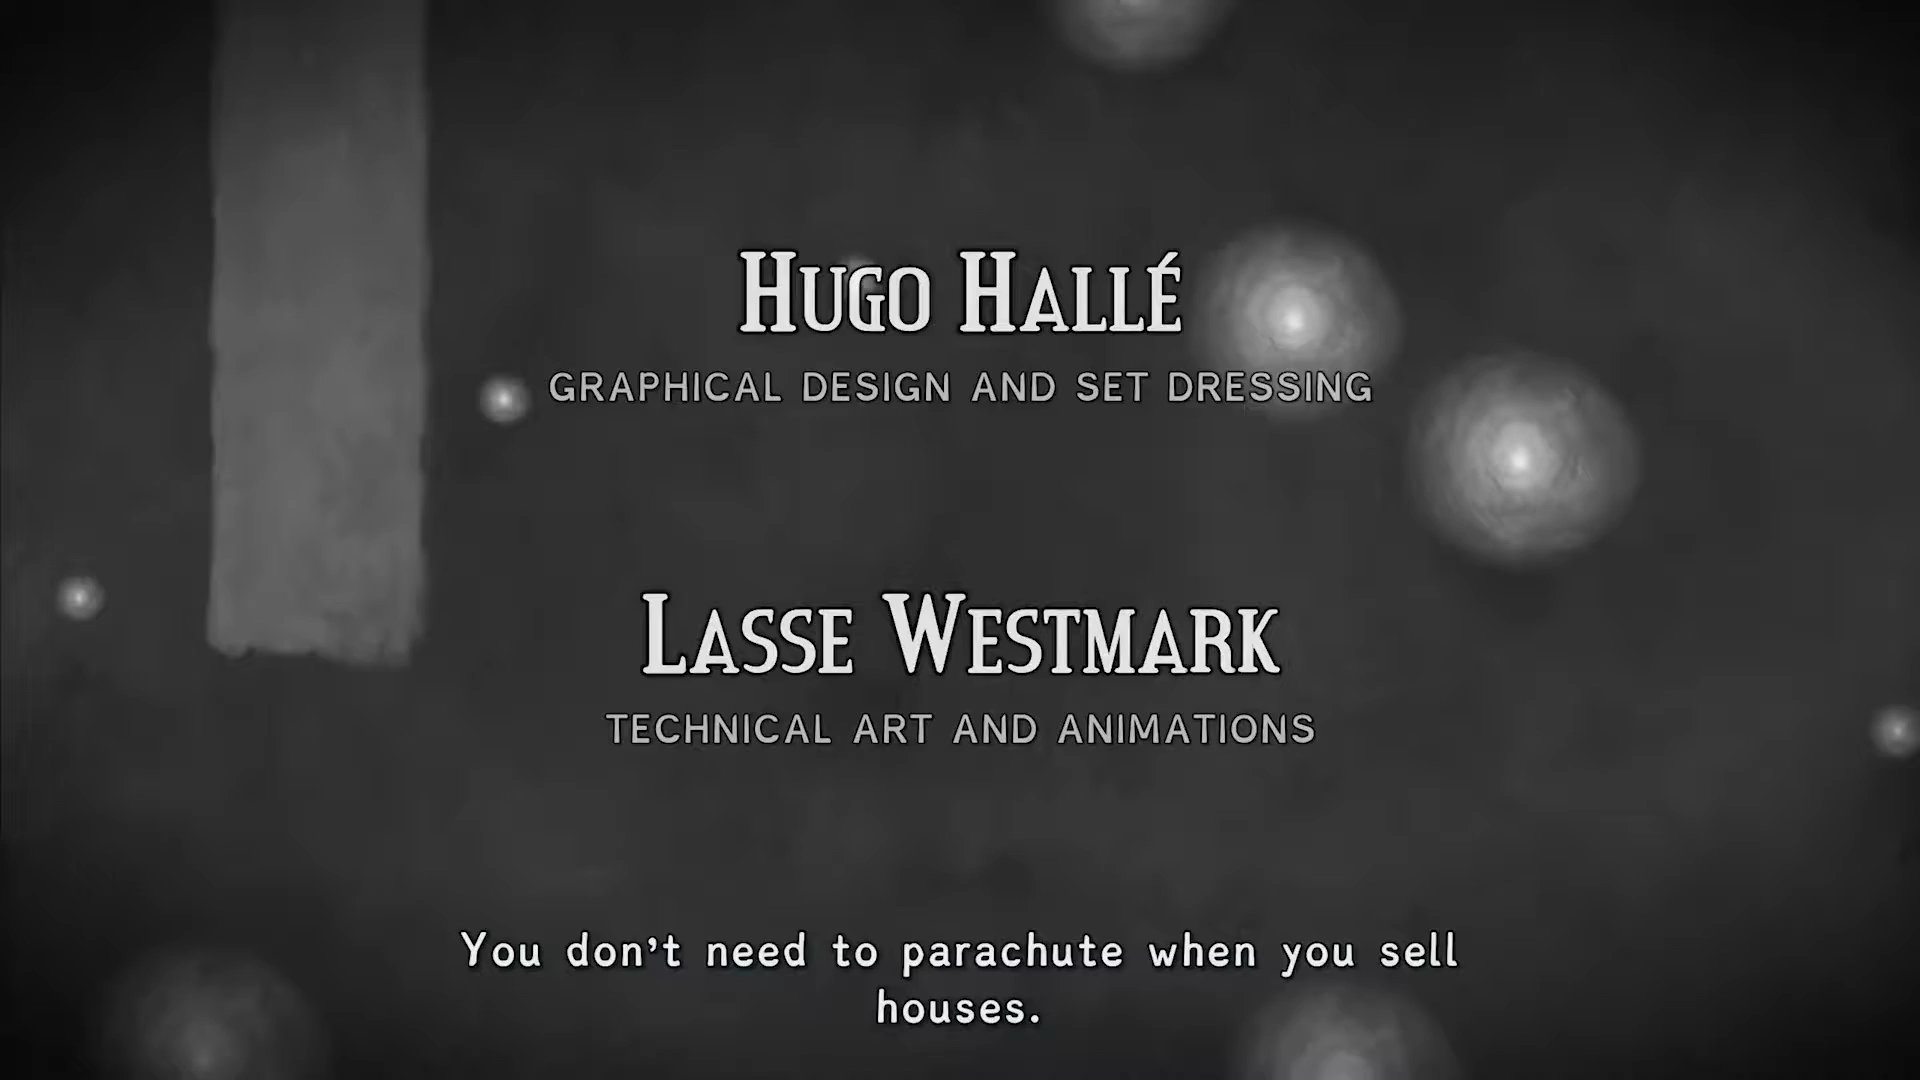 Hugo Hallé
GRAPHICAL DESIGN AND SET DRESSING
Lasse Westmark
TECHNICAL ART AND ANIMATIONS
You don't need to parachute when you sell
houses.